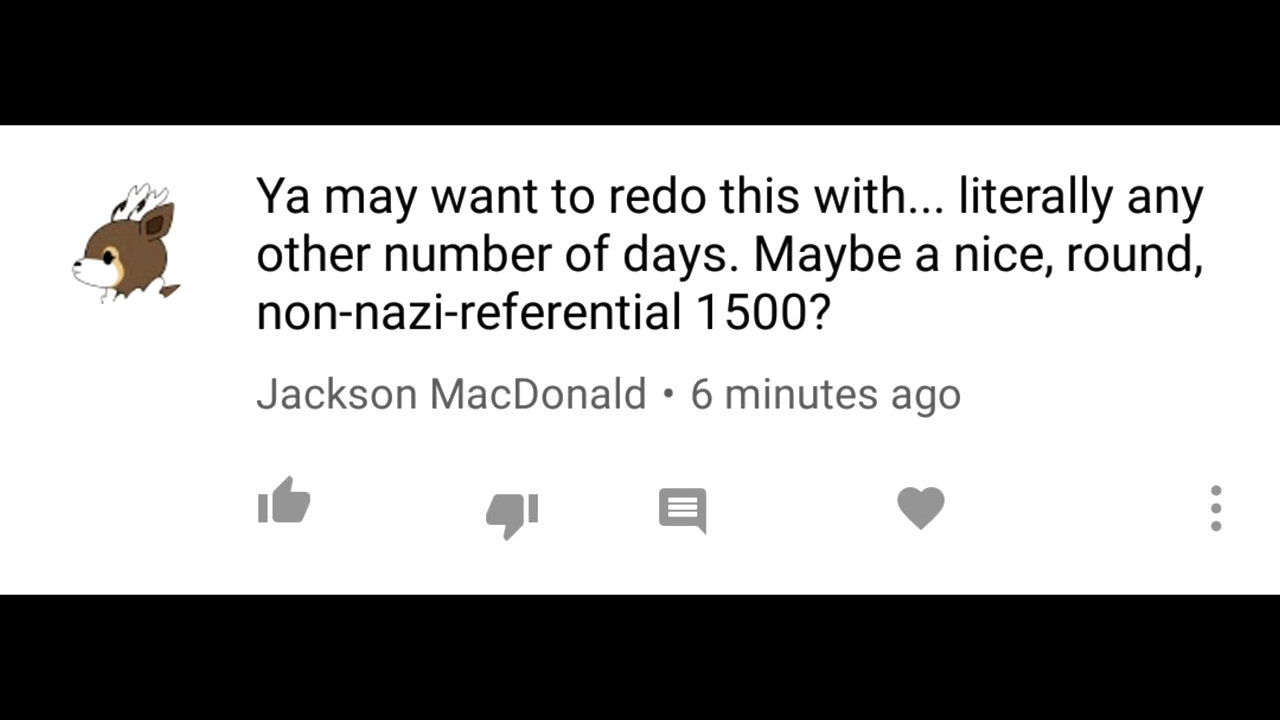 Ya may want to redo this with... literally any
other number of days. Maybe a nice, round,
non-nazi-referential 1500?
Jackson MacDonald • 6 minutes ago